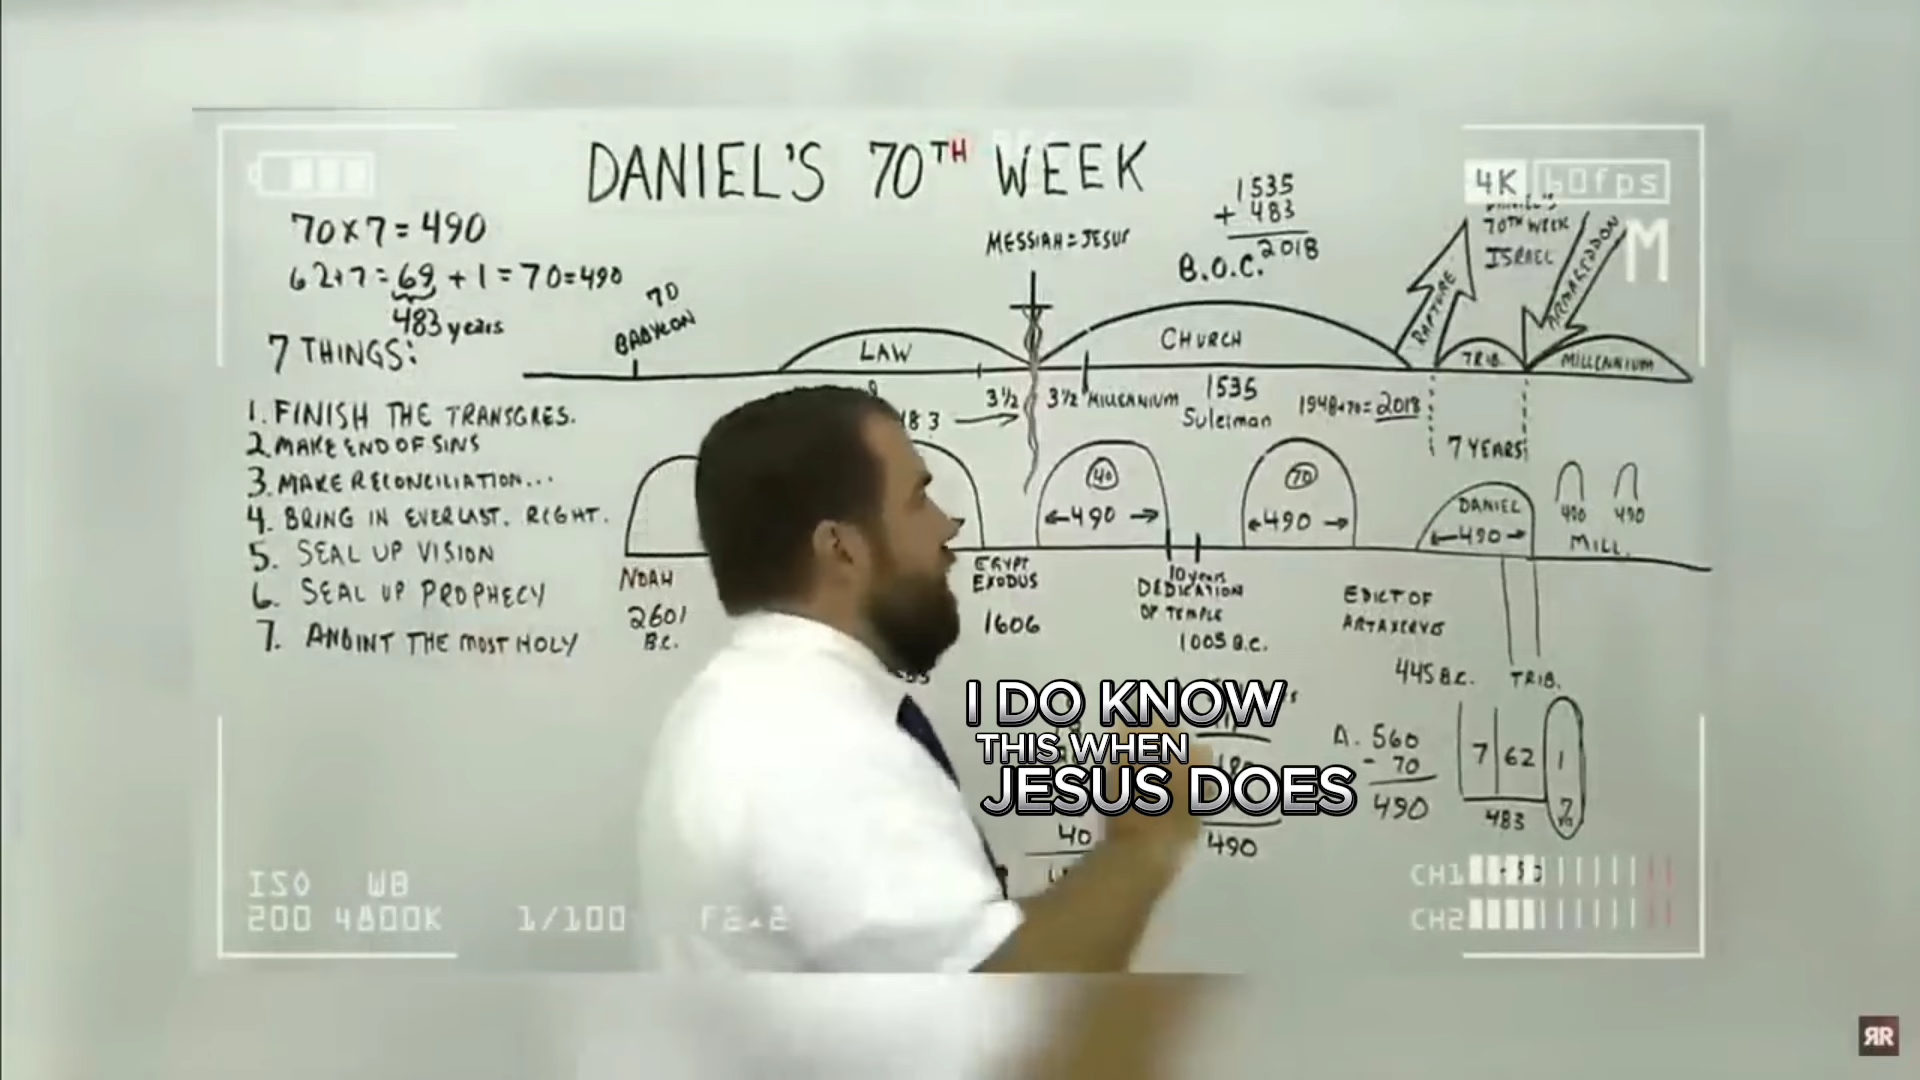 DANIEL'S 70TH WEEK
4K 60fps
M
70x7=490
62+7=69+1=70=490
483 years
7 THINGS:
1. FINISH THE TRANSGRES.
2. MAKE END OF SINS
3. MAKE RECONCILIATION...
4. BRING IN EVERLAST. RIGHT.
5. SEAL UP VISION
6. SEAL UP PROPHECY
7. ANOINT THE MOST HOLY
70
BABYLON
MESSIAH=JESUS
1535
+ 483
2018
B.O.C.
70TH WEEK
ISRAEL
RAPTURE
ARMAGEDDON
LAW
CHURCH
TRIB.
MILLENNIUM
3½
3½
MILLENNIUM
1535
Suleiman
1948+70=2018
7 YEARS
40
490
70
490
DANIEL
490
490 490
MILL.
NOAH
2601
B.C.
EGYPT
EXODUS
1606
10 years
DEDICATION
OF TEMPLE
1005 B.C.
EDICT OF
ARTAXERXES
445 B.C.
TRIB.
I DO KNOW
THIS WHEN
JESUS DOES
40
490
A. 560
- 70
490
7 62 1
483
ISO WB
200 4800K 1/100 F2.2
CH1
CH2
RR